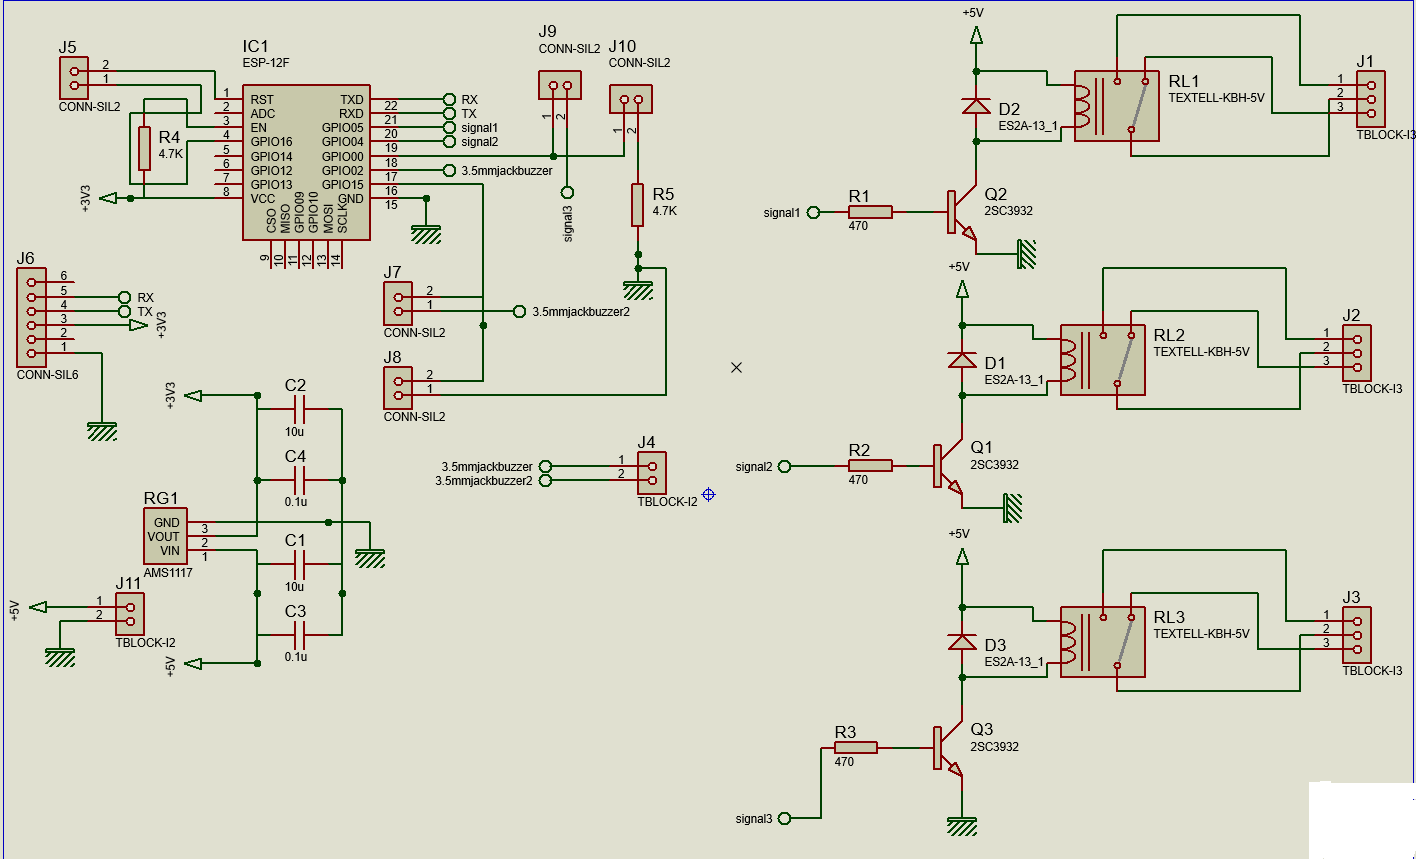 J5
2
1
CONN-SIL2
IC1
ESP-12F
1
2
3
4
5
6
7
8
RST
ADC
EN
GPIO16
GPIO14
GPIO12
GPIO13
VCC
TXD
RXD
GPIO05
GPIO04
GPIO00
GPIO02
GPIO15
GND
22
21
20
19
18
17
16
15
CSO
MISO
GPIO09
GPIO10
MOSI
SCLK
9
10
11
12
13
14
RX
TX
signal1
signal2
3.5mmjackbuzzer
R4
4.7K
+3V3
J9
CONN-SIL2
1
2
signal3
J10
CONN-SIL2
1
2
R5
4.7K
J6
6
5
4
3
2
1
CONN-SIL6
RX
TX
+3V3
J7
2
1
CONN-SIL2
3.5mmjackbuzzer2
J8
2
1
CONN-SIL2
+3V3
C2
10u
C4
0.1u
RG1
GND
VOUT
VIN
3
2
1
AMS1117
C1
10u
C3
0.1u
+5V
J11
1
2
TBLOCK-I2
+5V
3.5mmjackbuzzer
3.5mmjackbuzzer2
J4
1
2
TBLOCK-I2
+5V
D2
ES2A-13_1
RL1
TEXTELL-KBH-5V
J1
1
2
3
TBLOCK-I3
signal1
R1
470
Q2
2SC3932
+5V
D1
ES2A-13_1
RL2
TEXTELL-KBH-5V
J2
1
2
3
TBLOCK-I3
signal2
R2
470
Q1
2SC3932
+5V
D3
ES2A-13_1
RL3
TEXTELL-KBH-5V
J3
1
2
3
TBLOCK-I3
R3
470
Q3
2SC3932
signal3